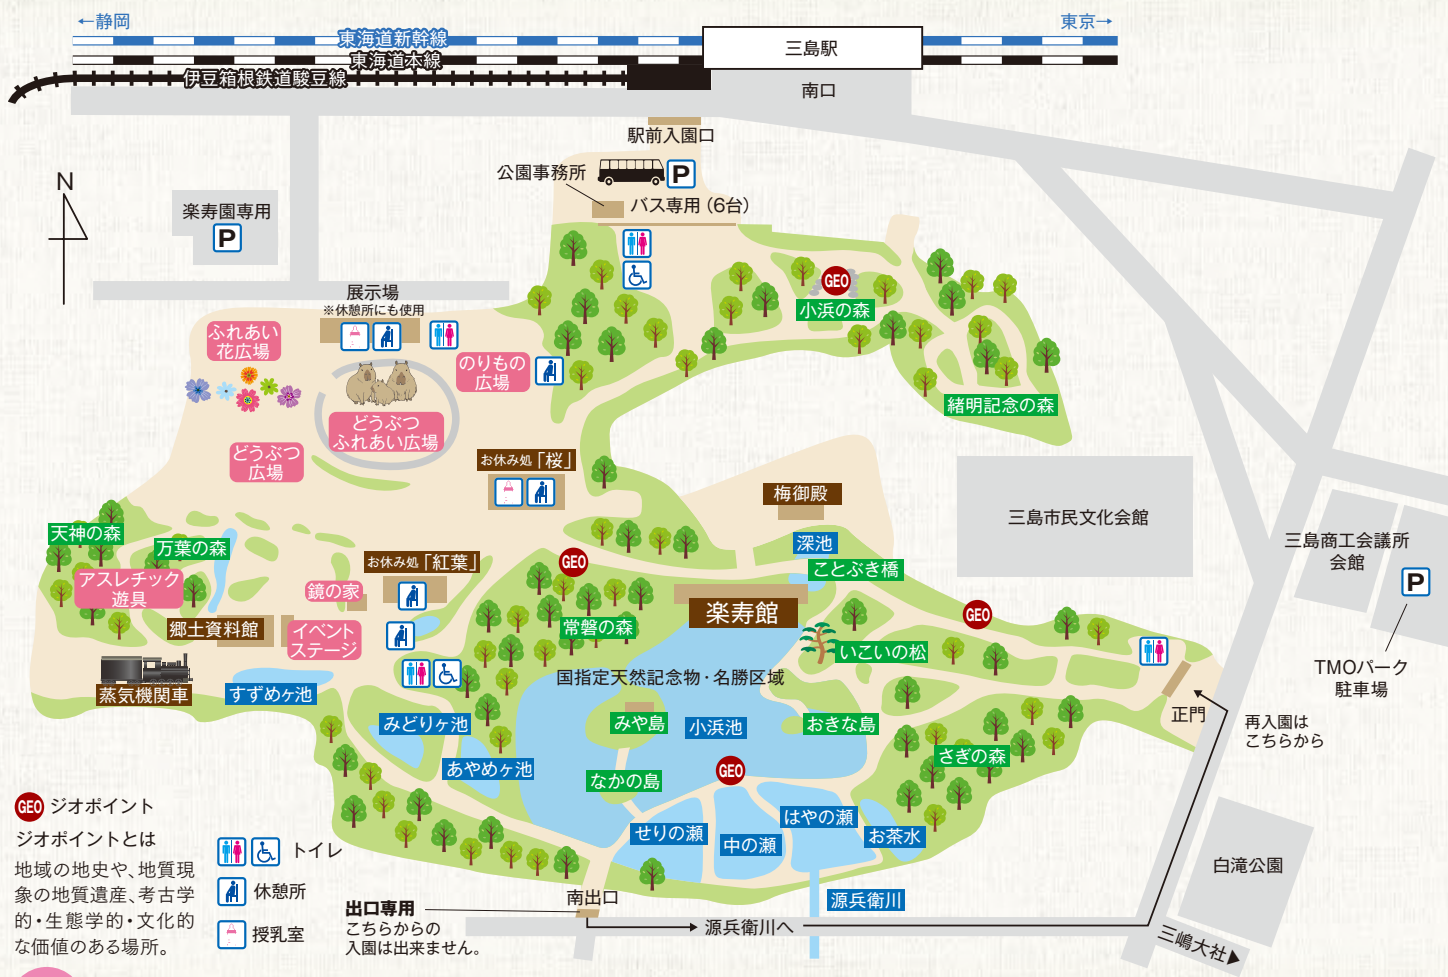 ←静岡
東京→
東海道新幹線
東海道本線
伊豆箱根鉄道駿豆線
三島駅
南口
駅前入園口
公園事務所
P
バス専用（6台）
N
楽寿園専用
P
展示場
※休憩所にも使用
ふれあい
花広場
のりもの
広場
どうぶつ
ふれあい広場
どうぶつ
広場
GEO
小浜の森
緒明記念の森
お休み処「桜」
梅御殿
三島市民文化会館
三島商工会議所
会館
P
TMOパーク
駐車場
天神の森
万葉の森
アスレチック
遊具
お休み処「紅葉」
鏡の家
郷土資料館
イベント
ステージ
蒸気機関車
すずめヶ池
GEO
常磐の森
深池
ことぶき橋
楽寿館
GEO
いこいの松
国指定天然記念物・名勝区域
みどりヶ池
あやめヶ池
みや島
小浜池
おきな島
なかの島
GEO
さぎの森
正門
再入園は
こちらから
せりの瀬
中の瀬
はやの瀬
お茶水
源兵衛川
南出口
出口専用
こちらからの
入園は出来ません。
源兵衛川へ
白滝公園
三嶋大社▶
GEO ジオポイント
ジオポイントとは
地域の地史や、地質現
象の地質遺産、考古学
的・生態学的・文化的
な価値のある場所。
トイレ
休憩所
授乳室